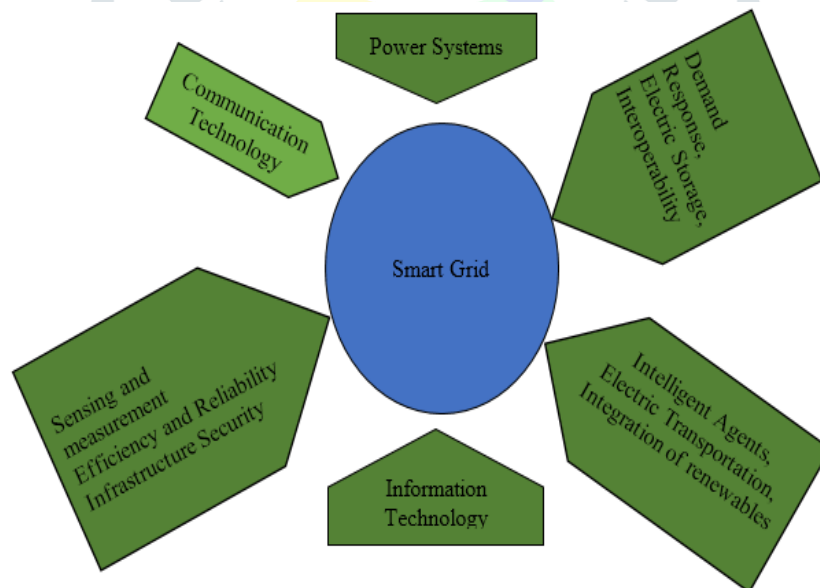 Power Systems
Communication
Technology
Demand
Response,
Electric Storage,
Interoperability
Smart Grid
Sensing and
measurement
Efficiency and Reliability
Infrastructure Security
Intelligent Agents,
Electric Transportation,
Integration of renewables
Information
Technology